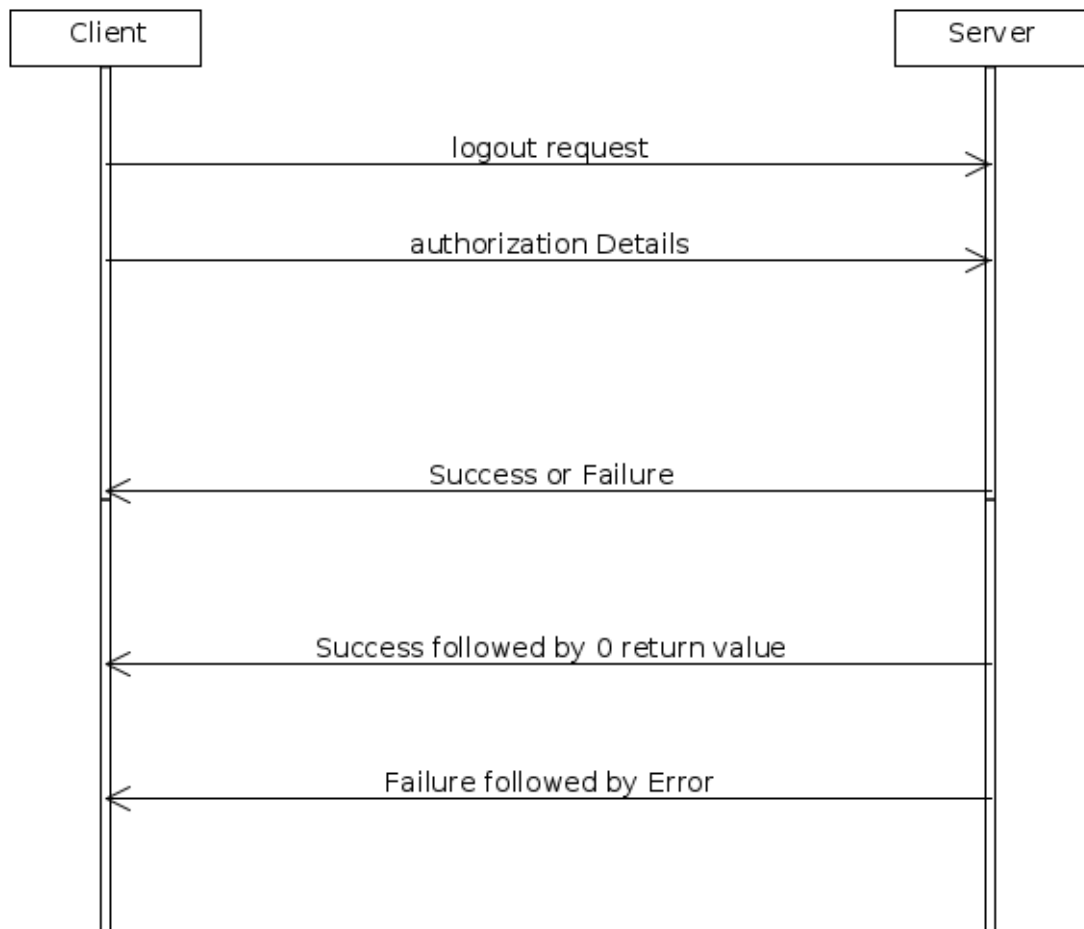 Client
Server
logout request
authorization Details
Success or Failure
Success followed by 0 return value
Failure followed by Error